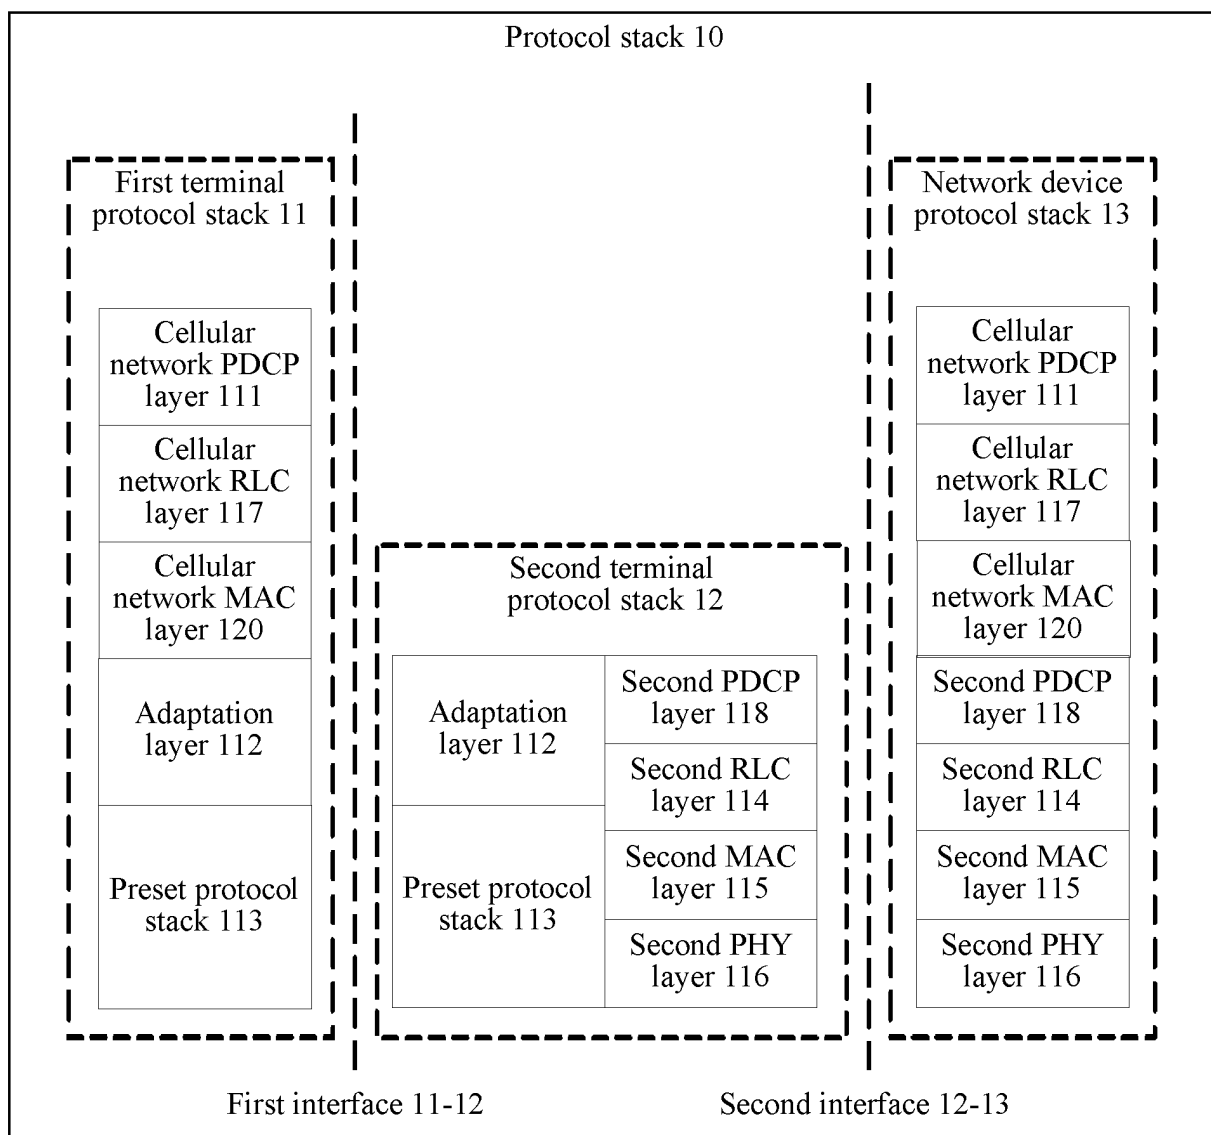 Protocol stack 10
First terminal
protocol stack 11
Cellular
network PDCP
layer 111
Cellular
network RLC
layer 117
Cellular
network MAC
layer 120
Adaptation
layer 112
Preset protocol
stack 113
Second terminal
protocol stack 12
Adaptation
layer 112
Preset protocol
stack 113
Second PDCP
layer 118
Second RLC
layer 114
Second MAC
layer 115
Second PHY
layer 116
Network device
protocol stack 13
Cellular
network PDCP
layer 111
Cellular
network RLC
layer 117
Cellular
network MAC
layer 120
Second PDCP
layer 118
Second RLC
layer 114
Second MAC
layer 115
Second PHY
layer 116
First interface 11-12
Second interface 12-13